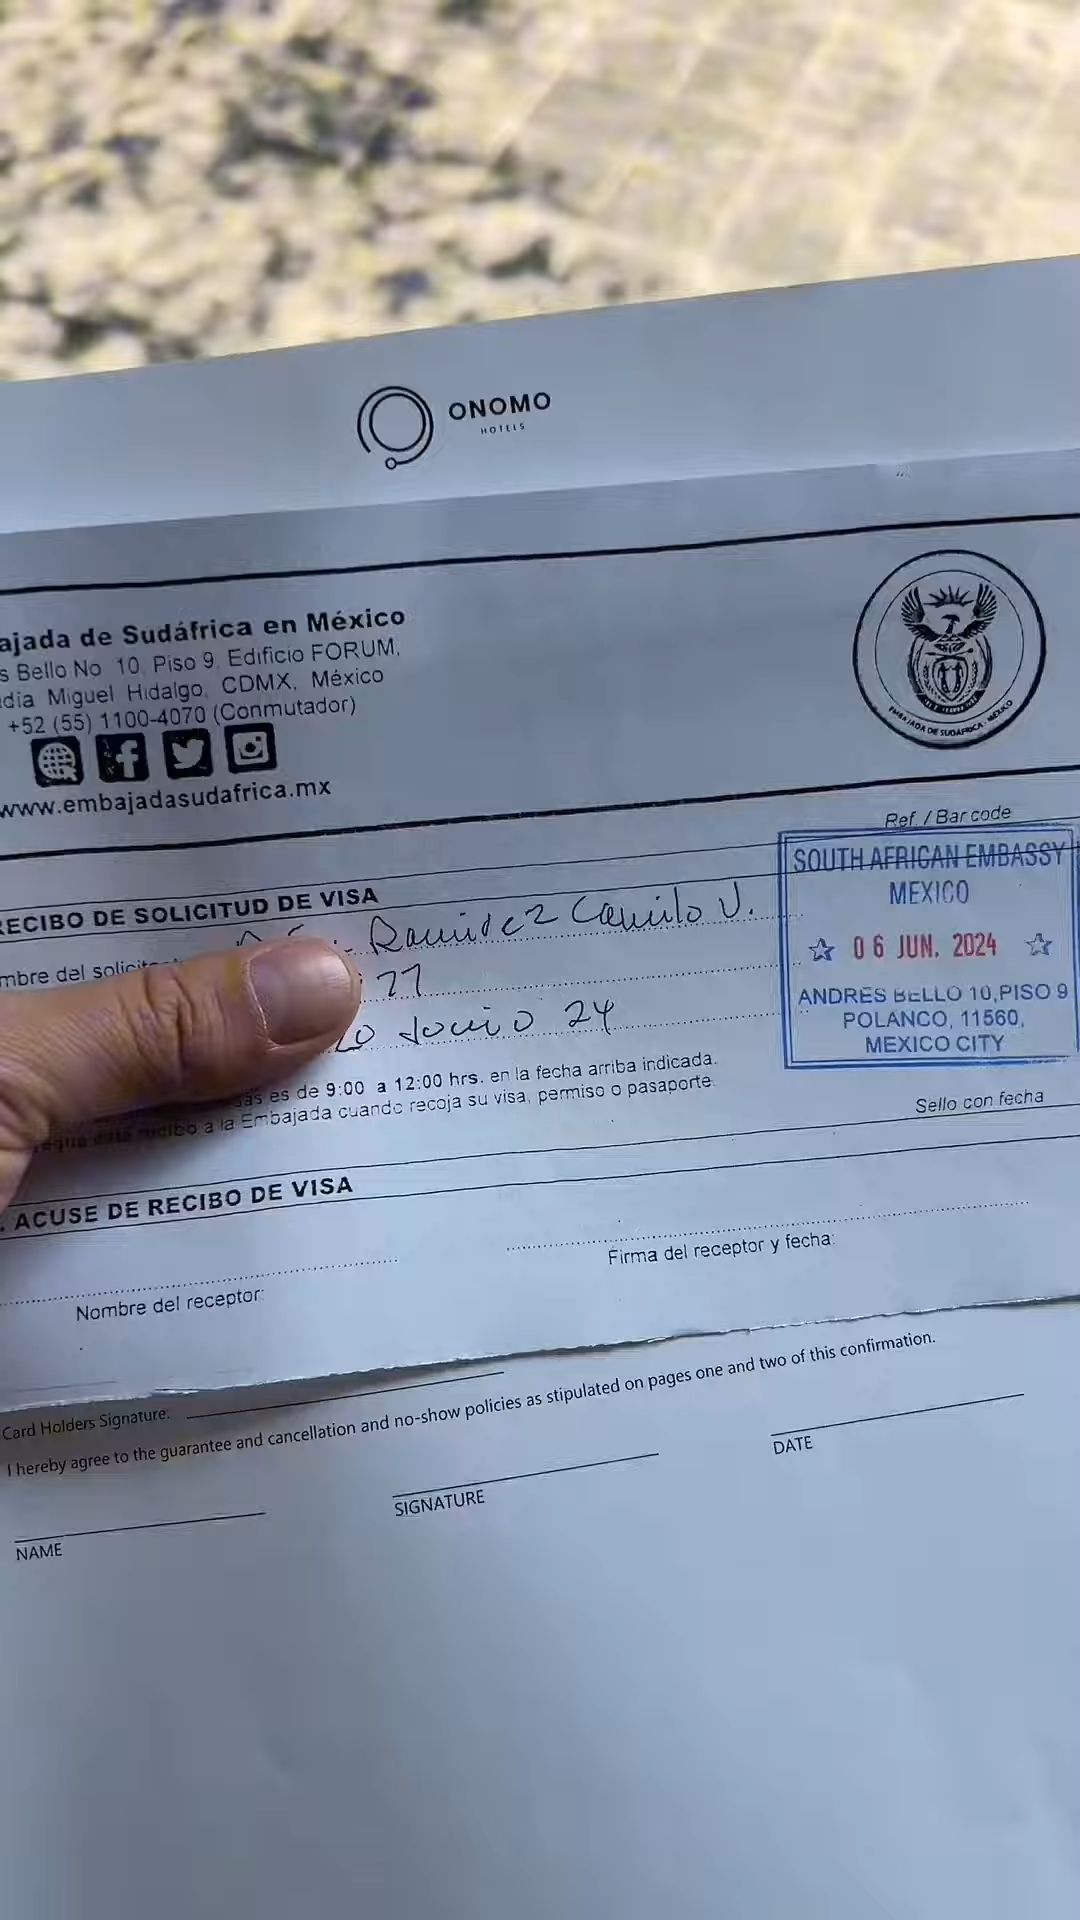 ONOMO
HOTELS
ajada de Sudáfrica en México
s Bello No 10, Piso 9, Edificio FORUM,
día Miguel Hidalgo, CDMX, México
+52 (55) 1100-4070 (Conmutador)
www.embajadasudafrica.mx
EMBAJADA DE SUDÁFRICA - MÉXICO
Ref. / Bar code
RECIBO DE SOLICITUD DE VISA
SOUTH AFRICAN EMBASSY
MEXICO
06 JUN. 2024
ANDRES BELLO 10, PISO 9
POLANCO, 11560,
MEXICO CITY
mbre del solicit
Ramirez Camilo V.
77
Junio 24
es de 9:00 a 12:00 hrs. en la fecha arriba indicada.
recibo a la Embajada cuando recoja su visa, permiso o pasaporte.
Sello con fecha
. ACUSE DE RECIBO DE VISA
Nombre del receptor:
Firma del receptor y fecha:
Card Holders Signature:
I hereby agree to the guarantee and cancellation and no-show policies as stipulated on pages one and two of this confirmation.
NAME
SIGNATURE
DATE